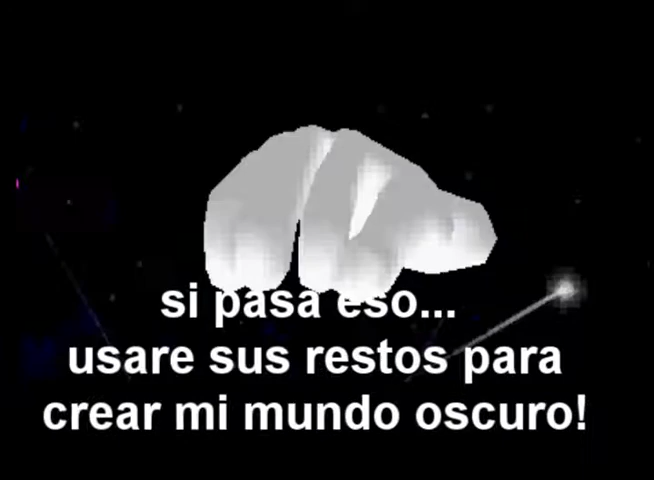 si pasa eso...
usare sus restos para
crear mi mundo oscuro!